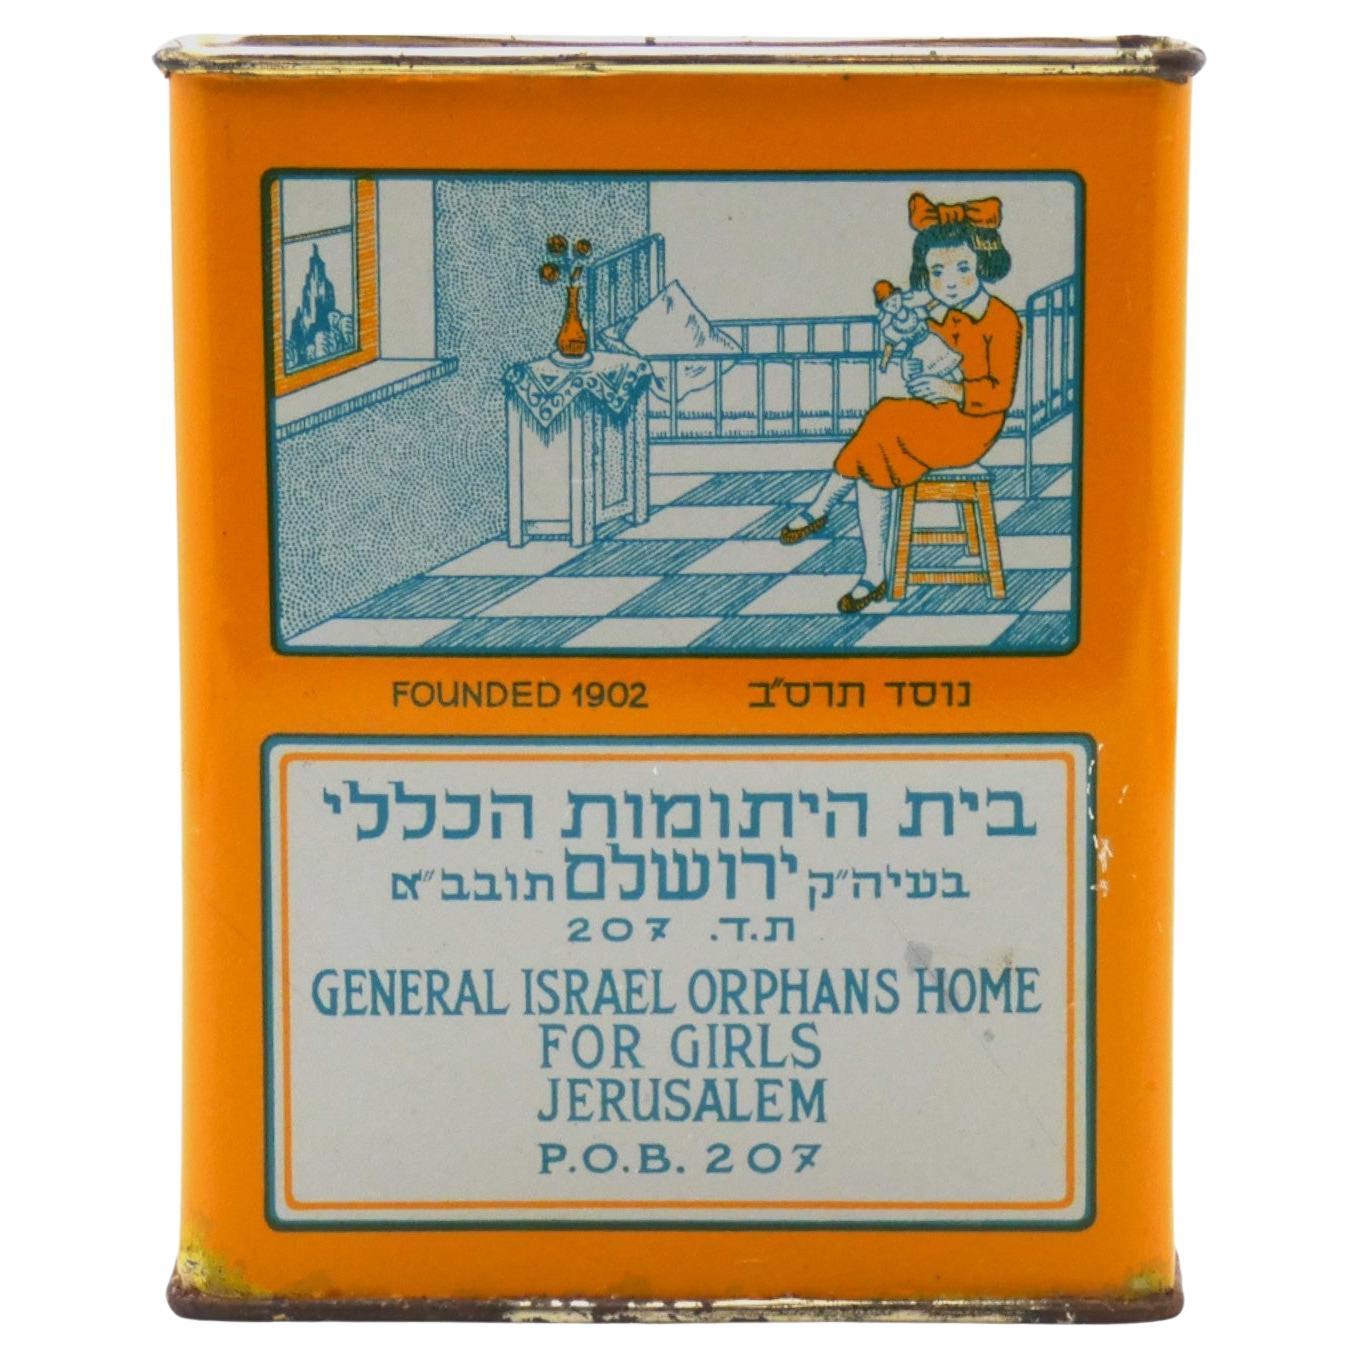 FOUNDED 1902 נוסד תרס"ב
בית היתומות הכללי
בעיה"ק ירושלם תובב"א
ת.ד. 207
GENERAL ISRAEL ORPHANS HOME
FOR GIRLS
JERUSALEM
P.O.B. 207